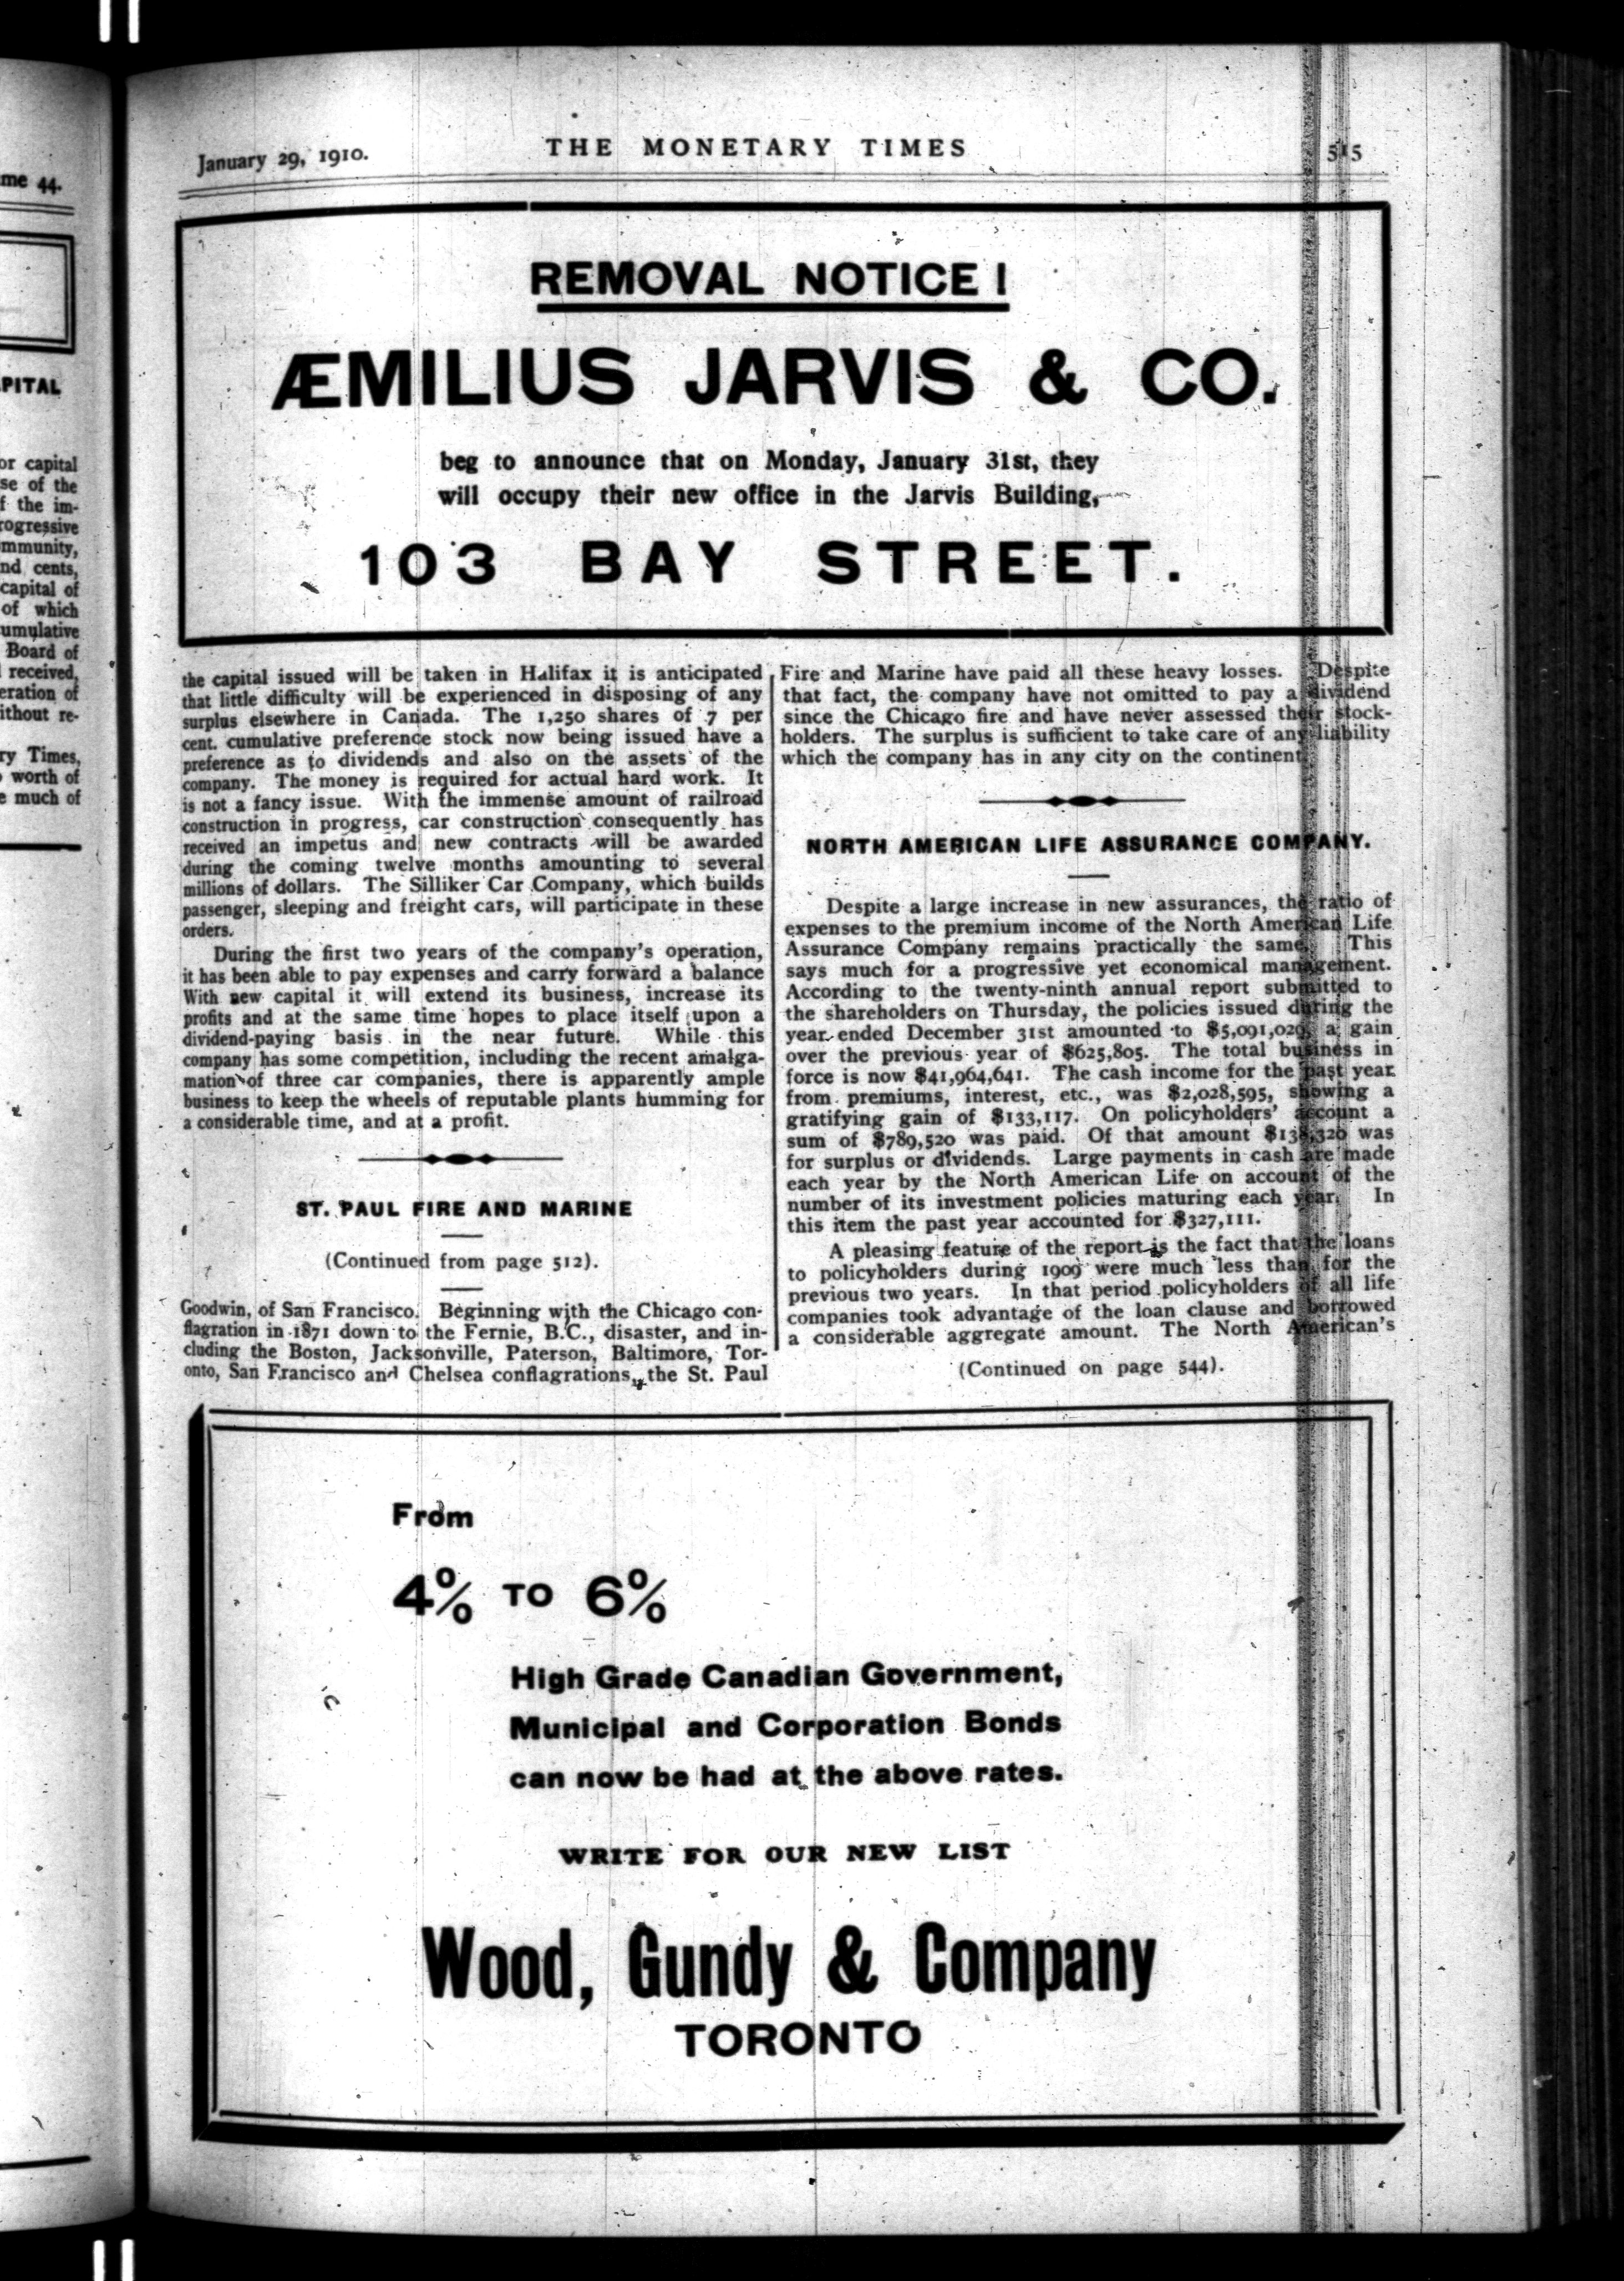 January 29, 1910.
THE MONETARY TIMES
515
REMOVAL NOTICE!
ÆMILIUS JARVIS & CO.
beg to announce that on Monday, January 31st, they
will occupy their new office in the Jarvis Building,
103 BAY STREET.
the capital issued will be taken in Halifax it is anticipated
that little difficulty will be experienced in disposing of any
surplus elsewhere in Canada. The 1,250 shares of 7 per
cent. cumulative preference stock now being issued have a
preference as to dividends and also on the assets of the
company. The money is required for actual hard work. It
is not a fancy issue. With the immense amount of railroad
construction in progress, car construction consequently has
received an impetus and new contracts will be awarded
during the coming twelve months amounting to several
millions of dollars. The Silliker Car Company, which builds
passenger, sleeping and freight cars, will participate in these
orders.
During the first two years of the company's operation,
it has been able to pay expenses and carry forward a balance
With new capital it will extend its business, increase its
profits and at the same time hopes to place itself upon a
dividend-paying basis in the near future. While this
company has some competition, including the recent amalga-
mation of three car companies, there is apparently ample
business to keep the wheels of reputable plants humming for
a considerable time, and at a profit.
ST. PAUL FIRE AND MARINE
(Continued from page 512).
Goodwin, of San Francisco. Beginning with the Chicago con-
flagration in 1871 down to the Fernie, B.C., disaster, and in-
cluding the Boston, Jacksonville, Paterson, Baltimore, Tor-
onto, San Francisco and Chelsea conflagrations, the St. Paul
Fire and Marine have paid all these heavy losses. Despite
that fact, the company have not omitted to pay a dividend
since the Chicago fire and have never assessed their stock-
holders. The surplus is sufficient to take care of any liability
which the company has in any city on the continent
NORTH AMERICAN LIFE ASSURANCE COMPANY.
Despite a large increase in new assurances, the ratio of
expenses to the premium income of the North American Life
Assurance Company remains practically the same. This
says much for a progressive yet economical management.
According to the twenty-ninth annual report submitted to
the shareholders on Thursday, the policies issued during the
year ended December 31st amounted to a gain
over the previous year of $625,805. The total business in
force is now $41,964,641. The cash income for the past year
from premiums, interest, etc., was $2,028,595, showing a
gratifying gain of $133,117. On policyholders' account a
sum of $789,520 was paid. Of that amount was
for surplus or dividends. Large payments in cash are made
each year by the North American Life on account of the
number of its investment policies maturing each year. In
this item the past year accounted for $327,111.
A pleasing feature of the report is the fact that the loans
to policyholders during 1909 were much less than for the
previous two years. In that period policyholders of all life
companies took advantage of the loan clause and borrowed
a considerable aggregate amount. The North American's
(Continued on page 544).
From
4% TO 6%
High Grade Canadian Government,
Municipal and Corporation Bonds
can now be had at the above rates.
WRITE FOR OUR NEW LIST
Wood, Gundy & Company
TORONTO